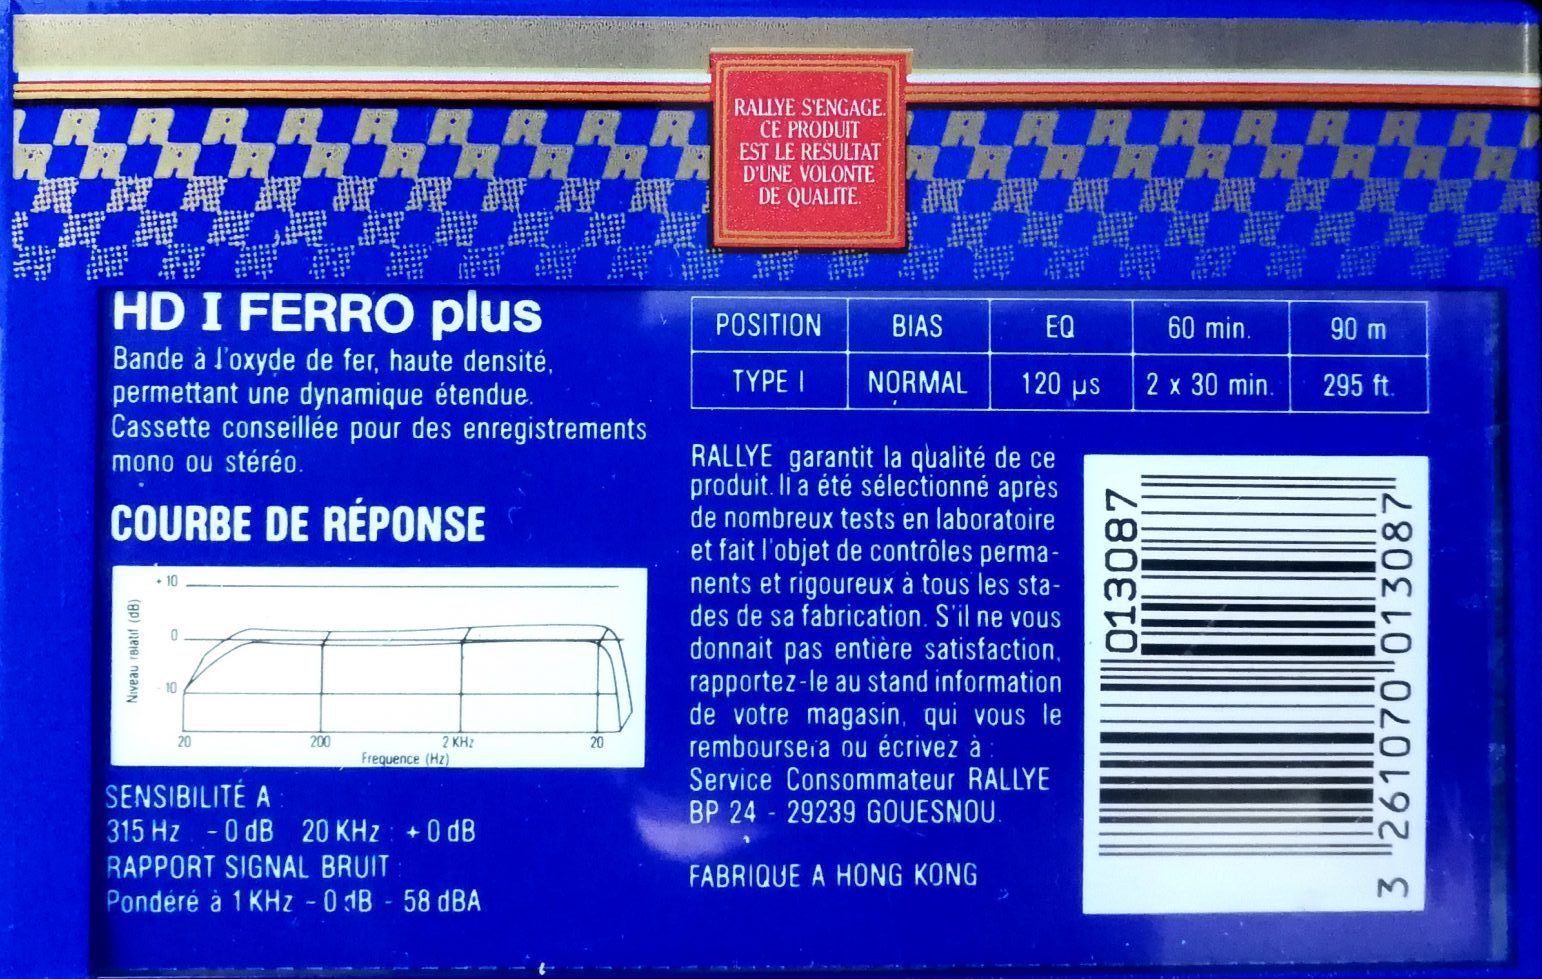 RALLYE S'ENGAGE.
CE PRODUIT
EST LE RESULTAT
D'UNE VOLONTE
DE QUALITE.
HD I FERRO plus
Bande à l'oxyde de fer, haute densité,
permettant une dynamique étendue.
Cassette conseillée pour des enregistrements
mono ou stéréo.
COURBE DE RÉPONSE
Niveau relatif (dB)
+ 10
0
- 10
20 200 2 KHz 20
Frequence (Hz)
SENSIBILITÉ A :
315 Hz : - 0 dB 20 KHz : + 0 dB
RAPPORT SIGNAL BRUIT :
Pondéré à 1 KHz - 0 dB - 58 dBA
POSITION BIAS EQ 60 min. 90 m
TYPE I NORMAL 120 µs 2 x 30 min. 295 ft.
RALLYE garantit la qualité de ce
produit. Il a été sélectionné après
de nombreux tests en laboratoire
et fait l'objet de contrôles perma-
nents et rigoureux à tous les sta-
des de sa fabrication. S'il ne vous
donnait pas entière satisfaction,
rapportez-le au stand information
de votre magasin, qui vous le
remboursera ou écrivez à :
Service Consommateur RALLYE
BP 24 - 29239 GOUESNOU.
FABRIQUE A HONG KONG
013087
3 261070 013087